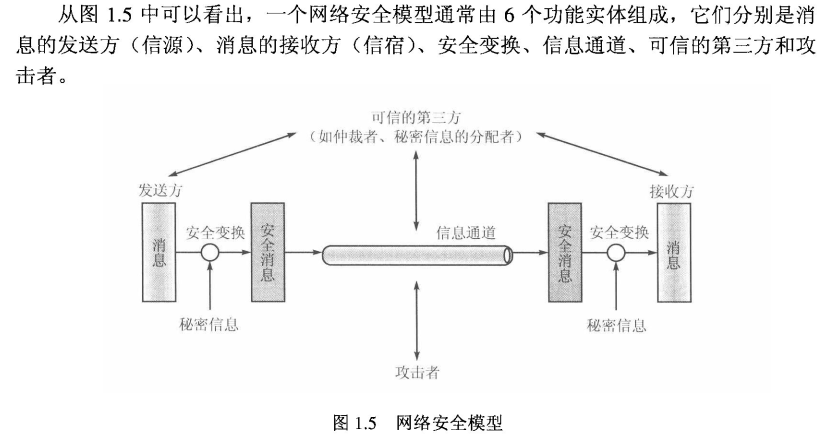 从图 1.5 中可以看出，一个网络安全模型通常由 6 个功能实体组成，它们分别是消
息的发送方（信源）、消息的接收方（信宿）、安全变换、信息通道、可信的第三方和攻
击者。
可信的第三方
（如仲裁者、秘密信息的分配者）
发送方
接收方
消息
安全变换
安全消息
信息通道
安全消息
安全变换
消息
秘密信息
秘密信息
攻击者
图 1.5 网络安全模型